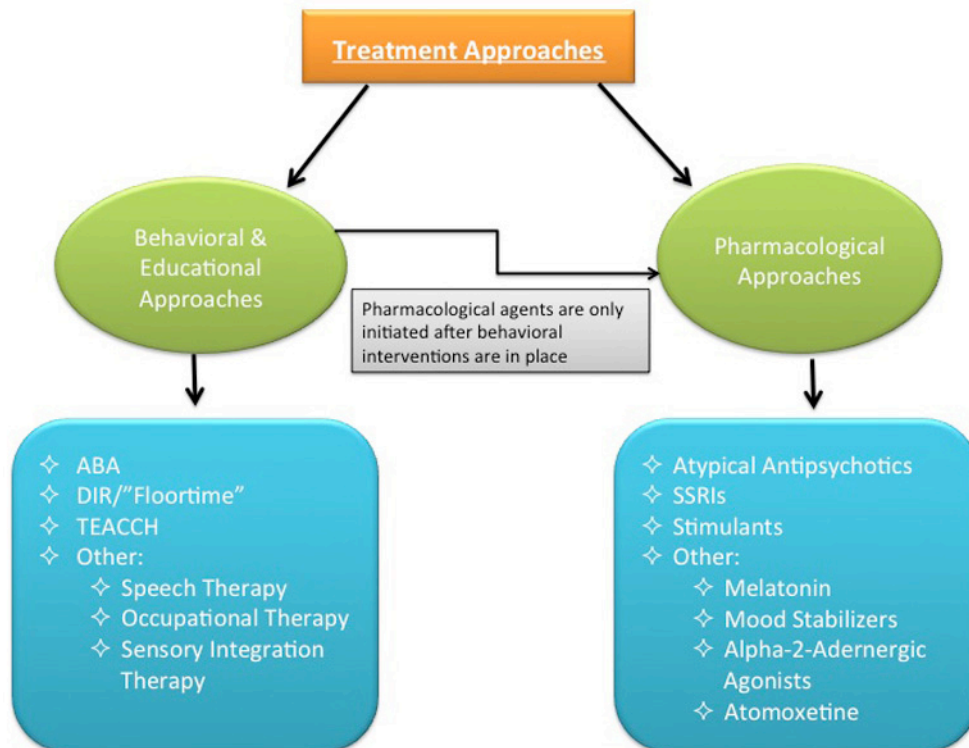 Treatment Approaches
Behavioral &
Educational
Approaches
Pharmacological
Approaches
Pharmacological agents are only
initiated after behavioral
interventions are in place
✧ ABA
✧ DIR/”Floortime”
✧ TEACCH
✧ Other:
✧ Speech Therapy
✧ Occupational Therapy
✧ Sensory Integration
Therapy
✧ Atypical Antipsychotics
✧ SSRIs
✧ Stimulants
✧ Other:
✧ Melatonin
✧ Mood Stabilizers
✧ Alpha-2-Adernergic
Agonists
✧ Atomoxetine